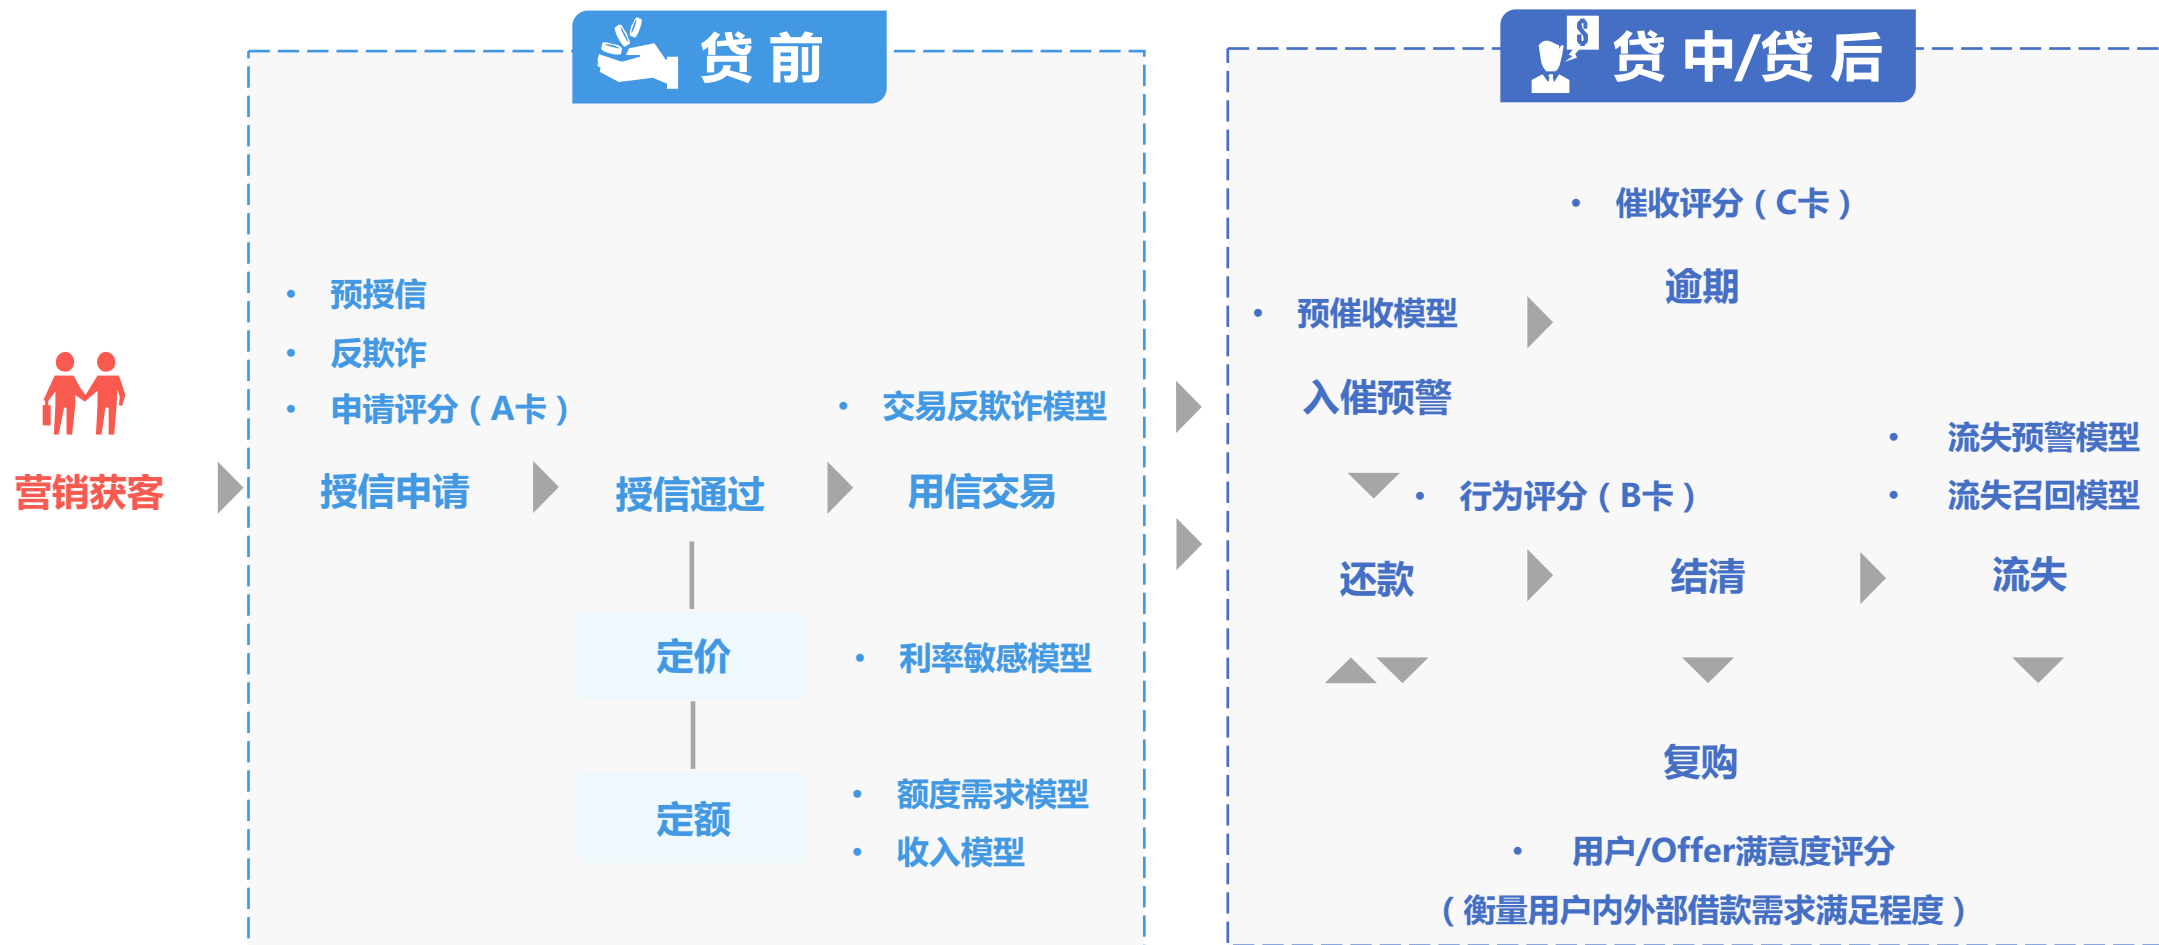 贷前
• 预授信
• 反欺诈
• 申请评分（A卡）
• 交易反欺诈模型
营销获客
授信申请
授信通过
用信交易
定价
• 利率敏感模型
定额
• 额度需求模型
• 收入模型
贷中/贷后
• 催收评分（C卡）
逾期
• 预催收模型
入催预警
• 流失预警模型
• 流失召回模型
• 行为评分（B卡）
还款
结清
流失
复购
• 用户/Offer满意度评分
（衡量用户内外部借款需求满足程度）